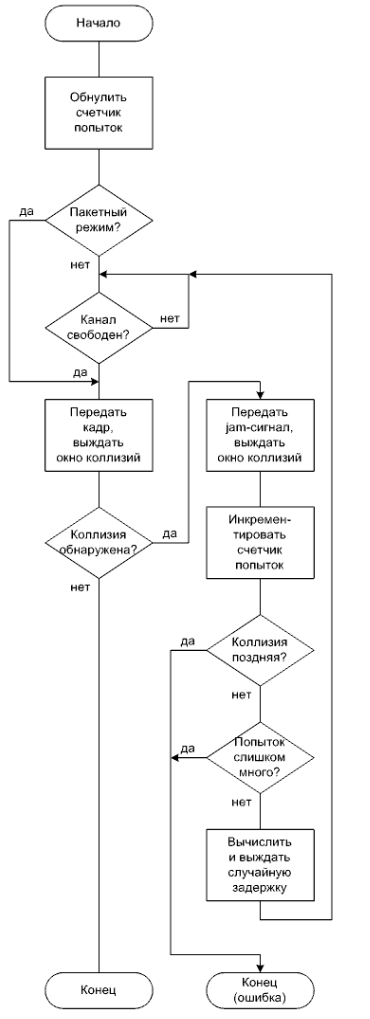 Начало
Обнулить
счетчик
попыток
да
Пакетный
режим?
нет
Канал
свободен?
нет
да
Передать
кадр,
выждать
окно коллизий
Передать
jam-сигнал,
выждать
окно коллизий
Коллизия
обнаружена?
да
нет
Инкремен-
тировать
счетчик
попыток
да
Коллизия
поздняя?
нет
да
Попыток
слишком
много?
нет
Вычислить
и выждать
случайную
задержку
Конец
Конец
(ошибка)